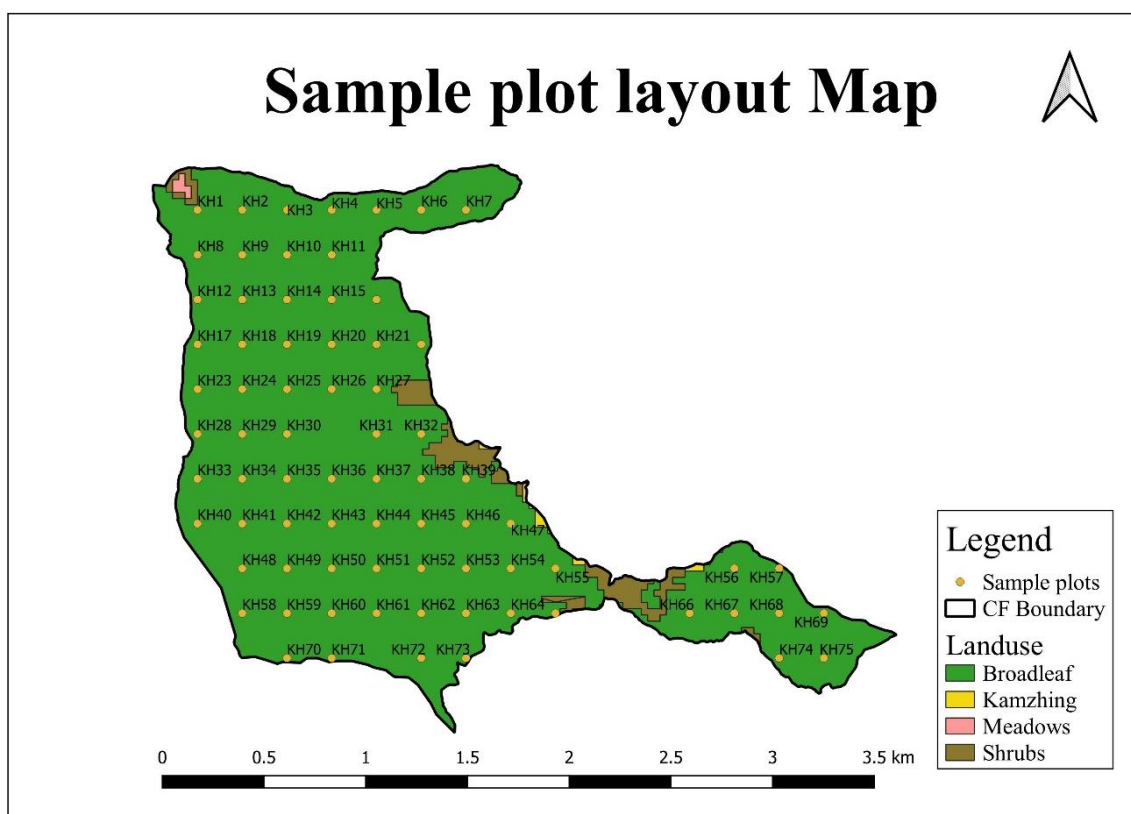 Sample plot layout Map
KH1 KH2 KH3 KH4 KH5 KH6 KH7
KH8 KH9 KH10 KH11
KH12 KH13 KH14 KH15
KH17 KH18 KH19 KH20 KH21
KH23 KH24 KH25 KH26 KH27
KH28 KH29 KH30 KH31 KH32
KH33 KH34 KH35 KH36 KH37 KH38 KH39
KH40 KH41 KH42 KH43 KH44 KH45 KH46 KH47
KH48 KH49 KH50 KH51 KH52 KH53 KH54 KH55 KH56 KH57
KH58 KH59 KH60 KH61 KH62 KH63 KH64 KH66 KH67 KH68 KH69
KH70 KH71 KH72 KH73 KH74 KH75
Legend
Sample plots
CF Boundary
Landuse
Broadleaf
Kamzhing
Meadows
Shrubs
0 0.5 1 1.5 2 2.5 3 3.5 km